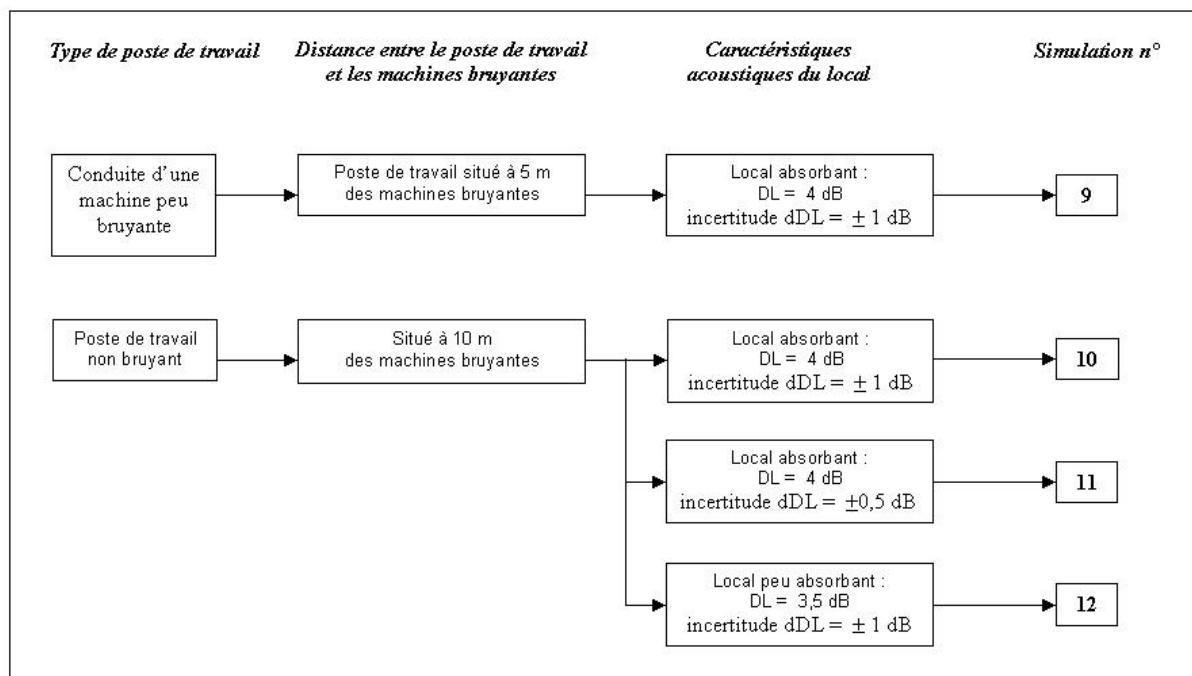 Type de poste de travail
Distance entre le poste de travail
et les machines bruyantes
Caractéristiques
acoustiques du local
Simulation n°
Conduite d'une
machine peu
bruyante
Poste de travail situé à 5 m
des machines bruyantes
Local absorbant :
DL = 4 dB
incertitude dDL = ± 1 dB
9
Poste de travail
non bruyant
Situé à 10 m
des machines bruyantes
Local absorbant :
DL = 4 dB
incertitude dDL = ± 1 dB
10
Local absorbant :
DL = 4 dB
incertitude dDL = ±0,5 dB
11
Local peu absorbant :
DL = 3,5 dB
incertitude dDL = ± 1 dB
12